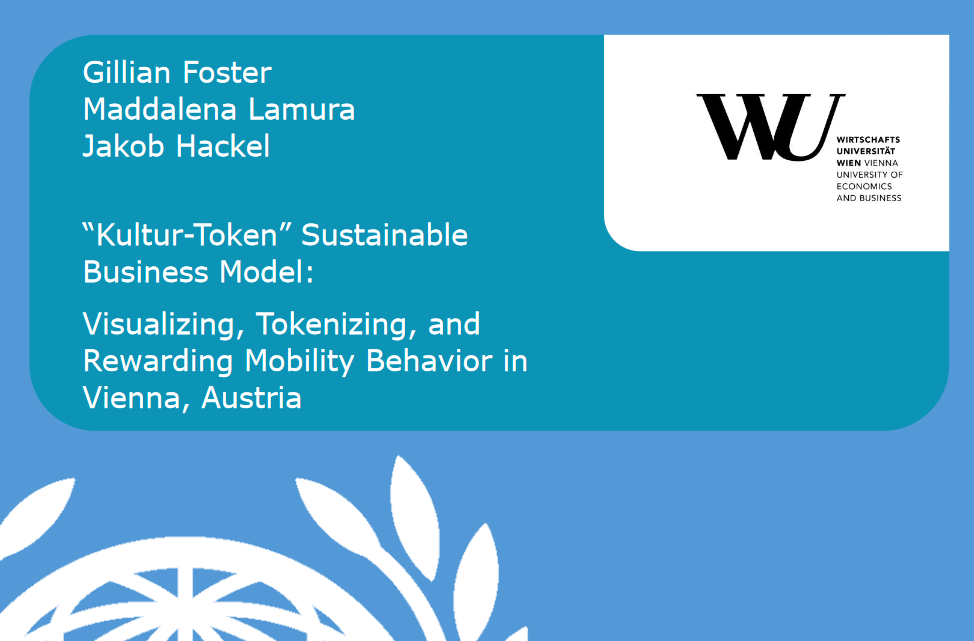 Gillian Foster
Maddalena Lamura
Jakob Hackel
“Kultur-Token” Sustainable
Business Model:
Visualizing, Tokenizing, and
Rewarding Mobility Behavior in
Vienna, Austria
WU
WIRTSCHAFTS
UNIVERSITÄT
WIEN VIENNA
UNIVERSITY OF
ECONOMICS
AND BUSINESS